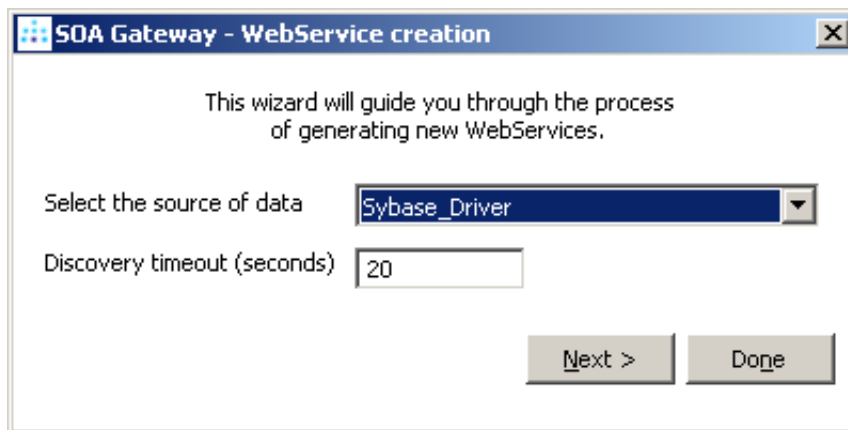 SOA Gateway - WebService creation
This wizard will guide you through the process
of generating new WebServices.
Select the source of data
Sybase_Driver
Discovery timeout (seconds)
20
Next >
Done